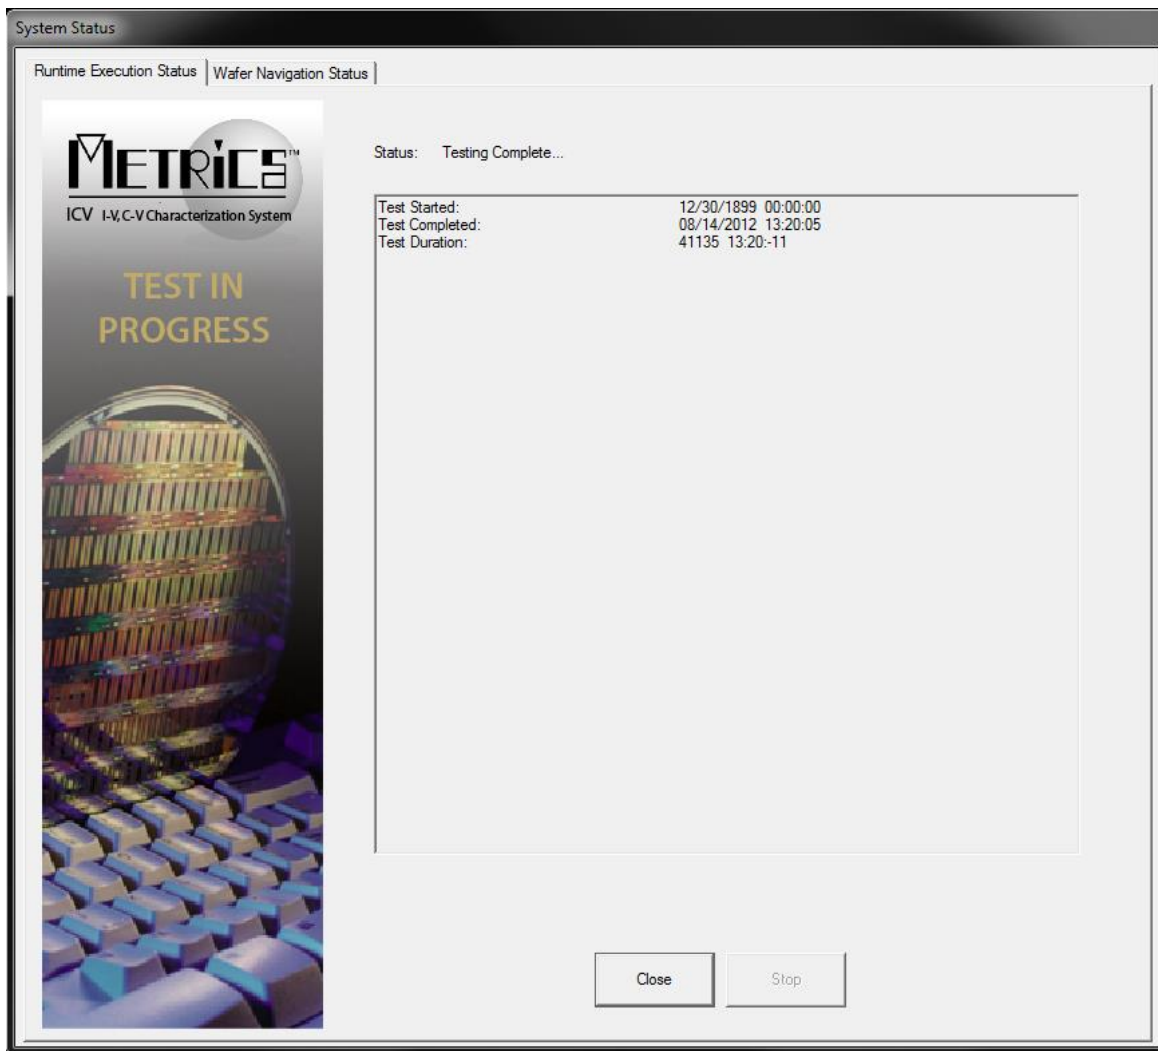 System Status
Runtime Execution Status Wafer Navigation Status
METRiCS™
ICV I-V, C-V Characterization System
TEST IN
PROGRESS
Status: Testing Complete...
Test Started: 12/30/1899 00:00:00
Test Completed: 08/14/2012 13:20:05
Test Duration: 41135 13:20:-11
Close Stop